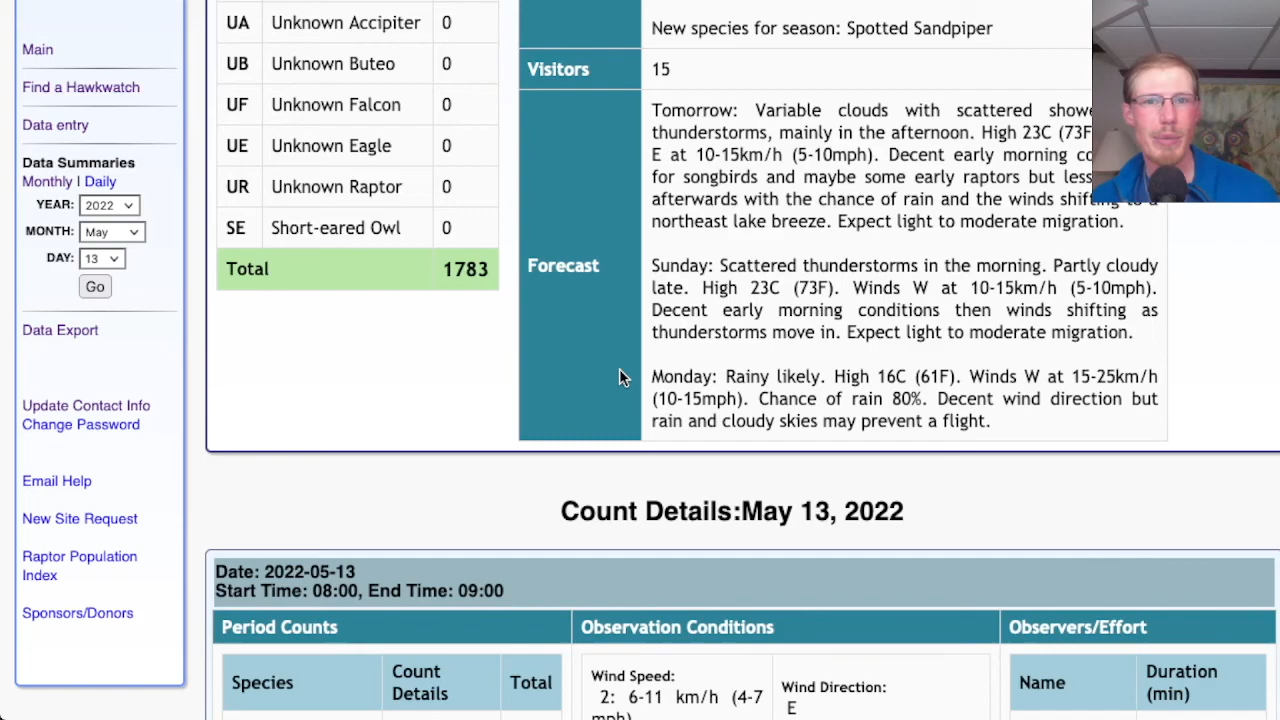 Main
Find a Hawkwatch
Data entry
Data Summaries
Monthly | Daily
YEAR: 2022
MONTH: May
DAY: 13
Go
Data Export
Update Contact Info
Change Password
Email Help
New Site Request
Raptor Population
Index
Sponsors/Donors
UA Unknown Accipiter 0
UB Unknown Buteo 0
UF Unknown Falcon 0
UE Unknown Eagle 0
UR Unknown Raptor 0
SE Short-eared Owl 0
Total 1783
New species for season: Spotted Sandpiper
Visitors 15
Forecast
Tomorrow: Variable clouds with scattered
thunderstorms, mainly in the afternoon. High 23C (73F
E at 10-15km/h (5-10mph). Decent early morning
for songbirds and maybe some early raptors but less
afterwards with the chance of rain and the winds shifting to a
northeast lake breeze. Expect light to moderate migration.
Sunday: Scattered thunderstorms in the morning. Partly cloudy
late. High 23C (73F). Winds W at 10-15km/h (5-10mph).
Decent early morning conditions then winds shifting as
thunderstorms move in. Expect light to moderate migration.
Monday: Rainy likely. High 16C (61F). Winds W at 15-25km/h
(10-15mph). Chance of rain 80%. Decent wind direction but
rain and cloudy skies may prevent a flight.
Count Details:May 13, 2022
Date: 2022-05-13
Start Time: 08:00, End Time: 09:00
Period Counts
Observation Conditions
Observers/Effort
Species
Count
Details
Total
Wind Speed:
2: 6-11 km/h (4-7
mph)
Wind Direction:
E
Name
Duration
(min)